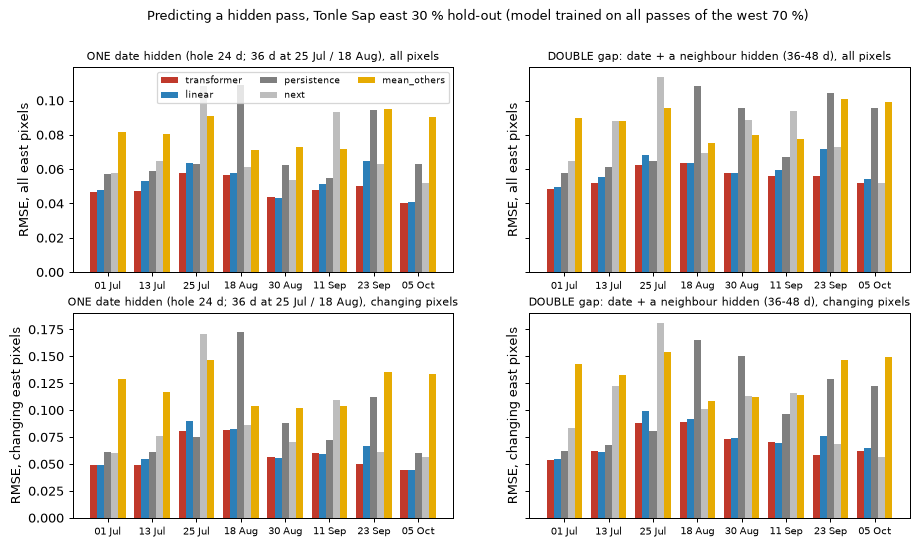 Predicting a hidden pass, Tonle Sap east 30 % hold-out (model trained on all passes of the west 70 %)
ONE date hidden (hole 24 d; 36 d at 25 Jul / 18 Aug), all pixels
RMSE, all east pixels
0.10
0.08
0.06
0.04
0.02
0.00
transformer
linear
persistence
next
mean_others
01 Jul 13 Jul 25 Jul 18 Aug 30 Aug 11 Sep 23 Sep 05 Oct
DOUBLE gap: date + a neighbour hidden (36-48 d), all pixels
RMSE, all east pixels
01 Jul 13 Jul 25 Jul 18 Aug 30 Aug 11 Sep 23 Sep 05 Oct
ONE date hidden (hole 24 d; 36 d at 25 Jul / 18 Aug), changing pixels
RMSE, changing east pixels
0.175
0.150
0.125
0.100
0.075
0.050
0.025
0.000
01 Jul 13 Jul 25 Jul 18 Aug 30 Aug 11 Sep 23 Sep 05 Oct
DOUBLE gap: date + a neighbour hidden (36-48 d), changing pixels
RMSE, changing east pixels
01 Jul 13 Jul 25 Jul 18 Aug 30 Aug 11 Sep 23 Sep 05 Oct